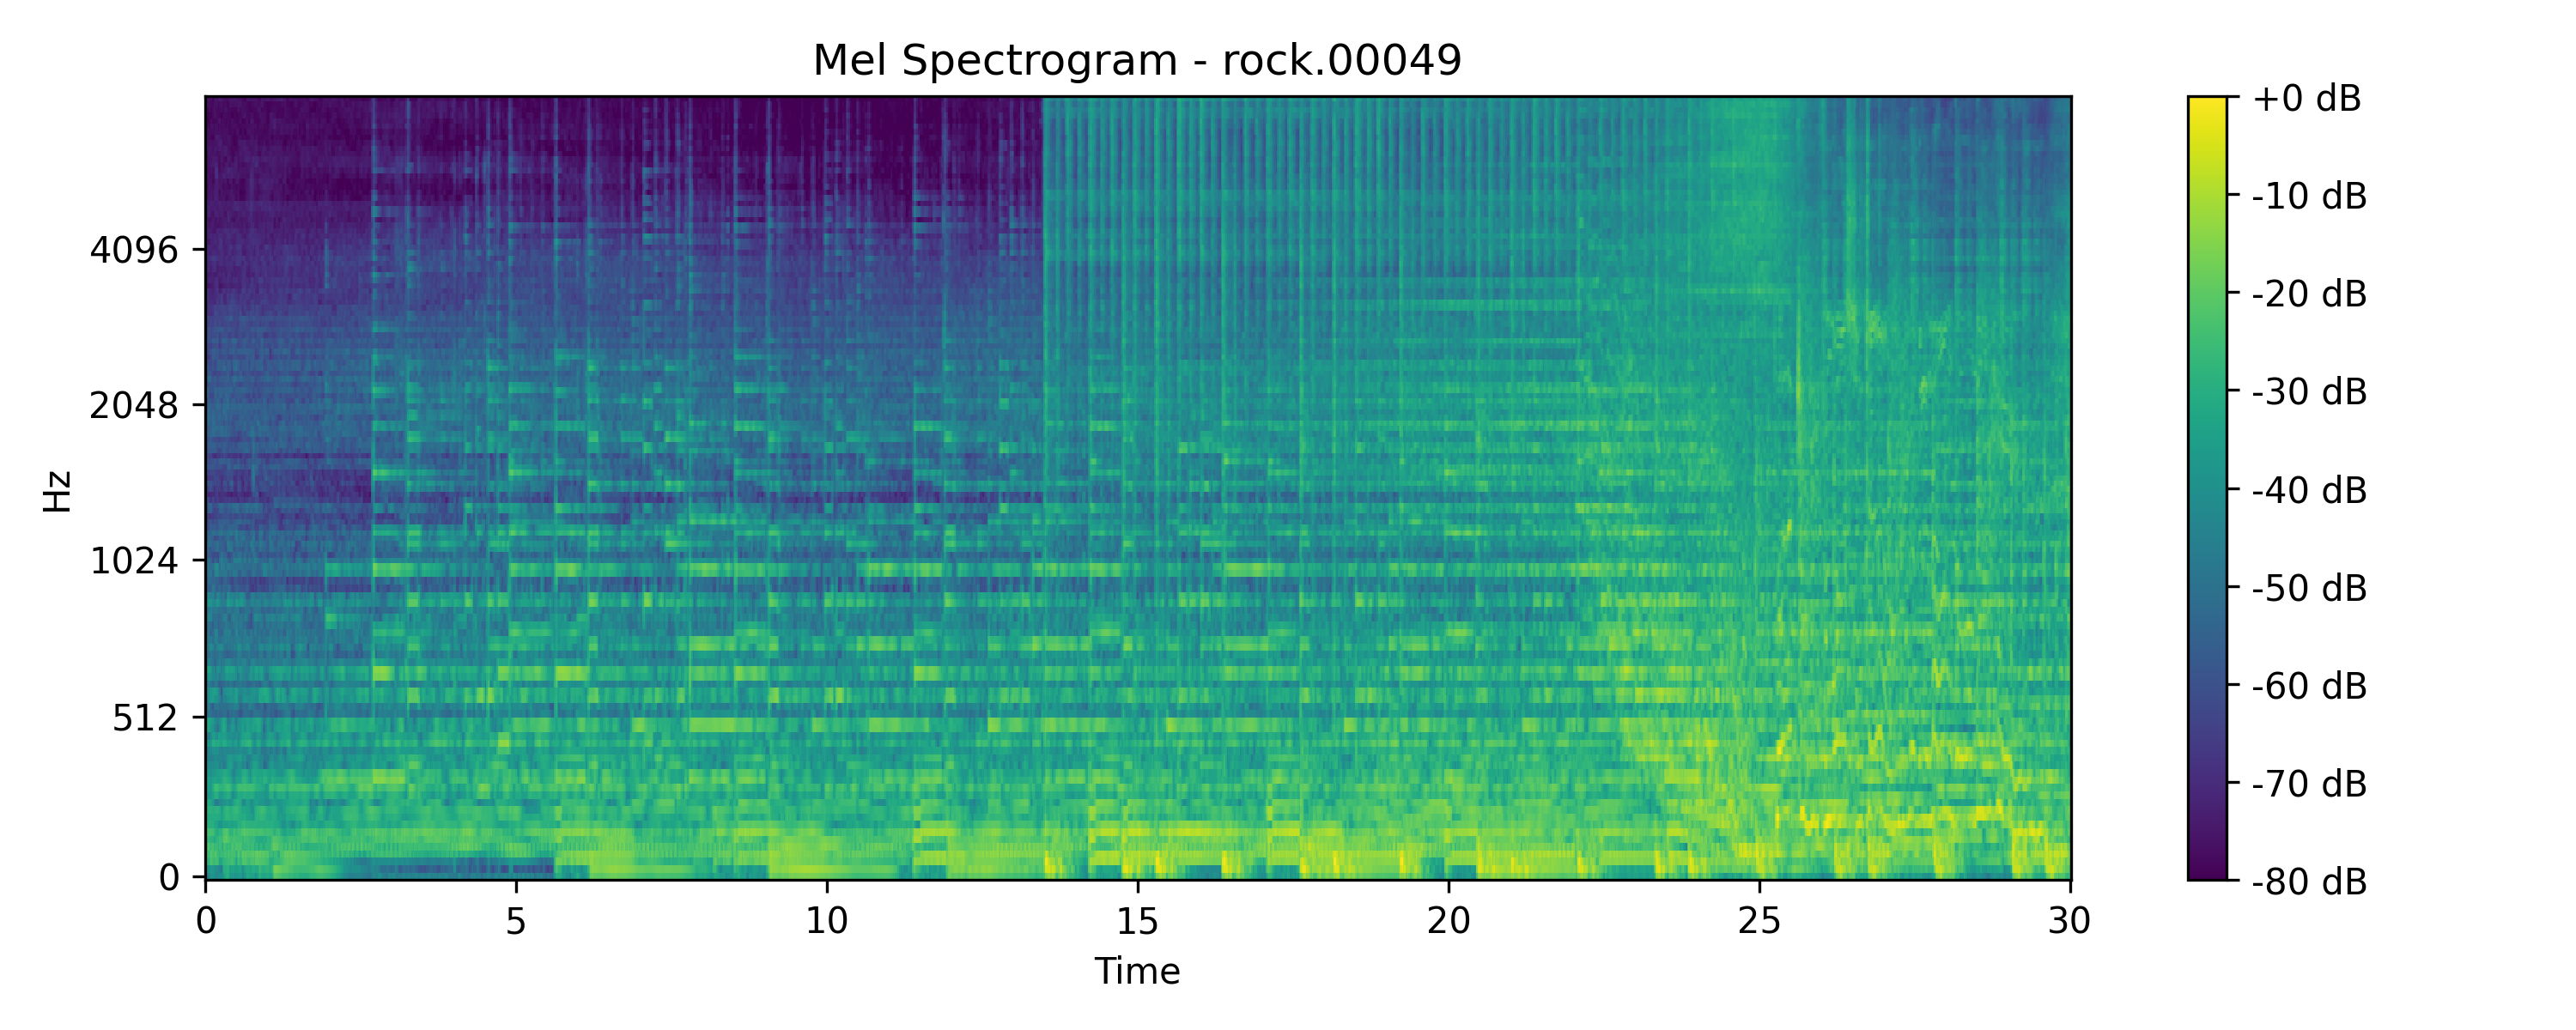 Mel Spectrogram - rock.00049
Hz
4096
2048
1024
512
0
0 5 10 15 20 25 30
Time
+0 dB
-10 dB
-20 dB
-30 dB
-40 dB
-50 dB
-60 dB
-70 dB
-80 dB